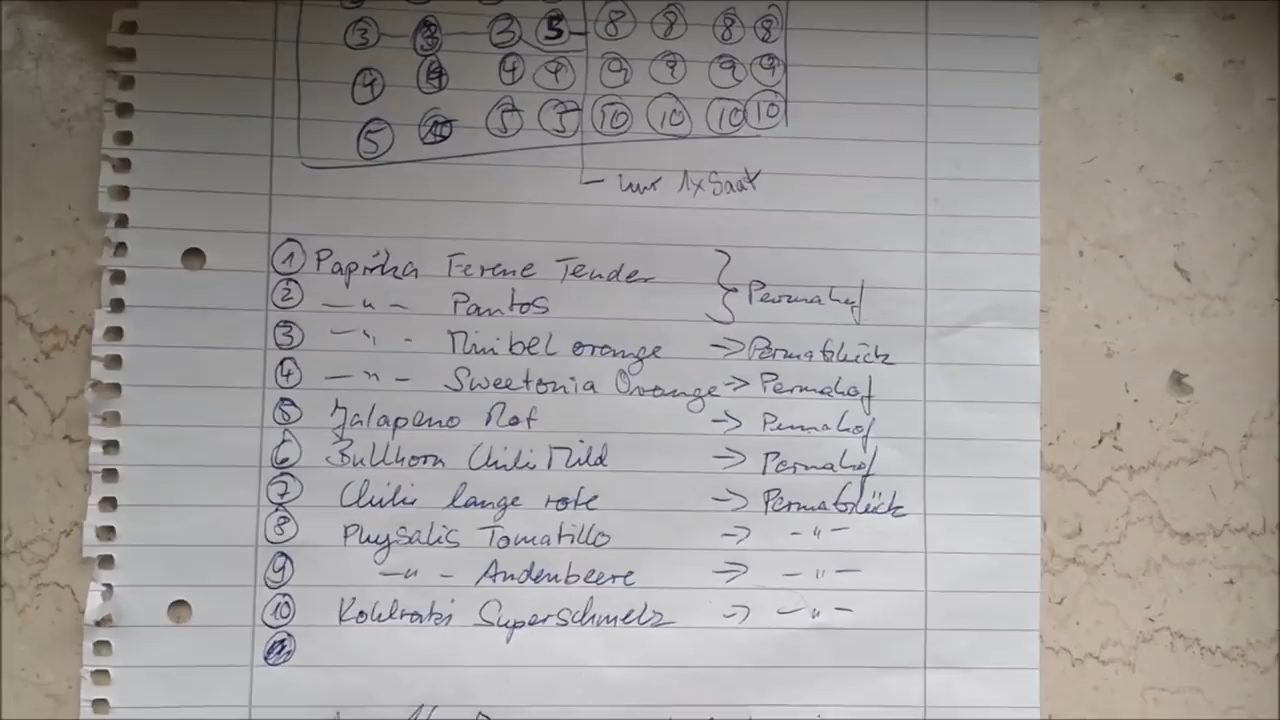 ③ ③ ③ 5 ⑧ ⑧ ⑧ ⑧
④ ④ ④ ④ ⑨ ⑨ ⑨ ⑨
⑤ ⑩ ⑤ ⑤ ⑩ ⑩ ⑩ ⑩
nur 1x Saat
① Paprika Ferenc Tender
② —"— Pantos } Permahof
③ —"— Minibel orange → Permaglück
④ —"— Sweetonia Orange → Permahof
⑤ Jalapeno Rot → Permahof
⑥ Bullhorn Chili Mild → Permahof
⑦ Chili lange rote → Permaglück
⑧ Physalis Tomatillo → —"—
⑨ —"— Andenbeere → —"—
⑩ Kohlrabi Superschmelz → —"—